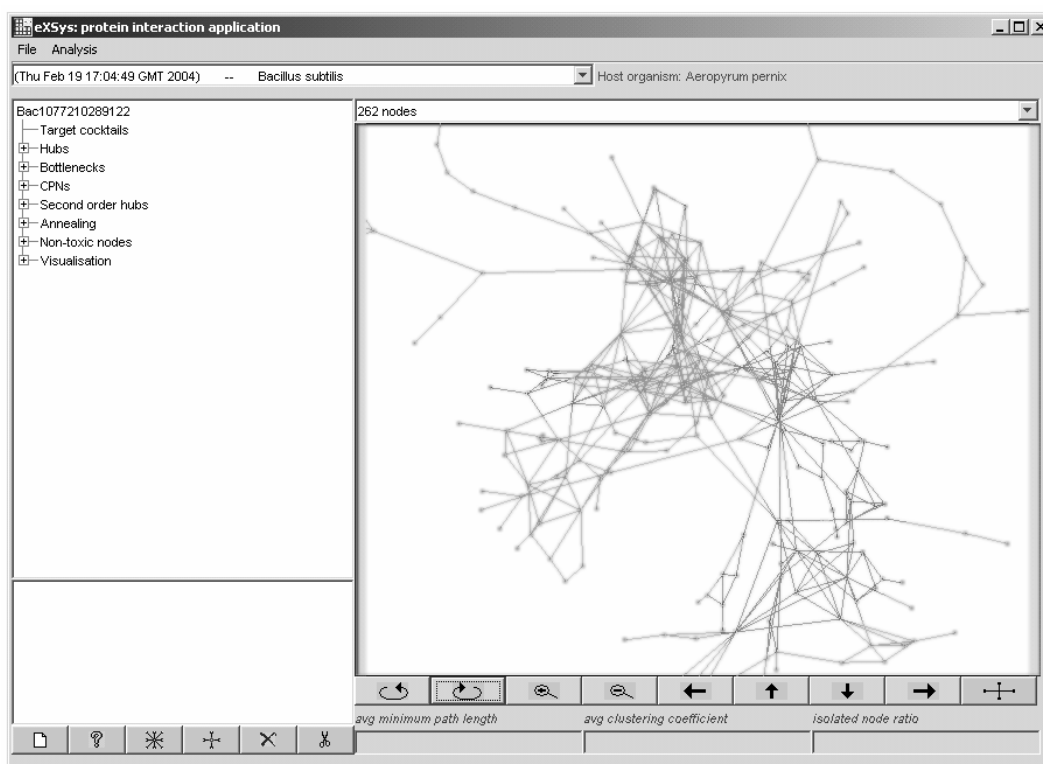 eXSys: protein interaction application
File Analysis
(Thu Feb 19 17:04:49 GMT 2004) -- Bacillus subtilis
Host organism: Aeropyrum pernix
Bac1077210289122
Target cocktails
Hubs
Bottlenecks
CPNs
Second order hubs
Annealing
Non-toxic nodes
Visualisation
262 nodes
avg minimum path length
avg clustering coefficient
isolated node ratio